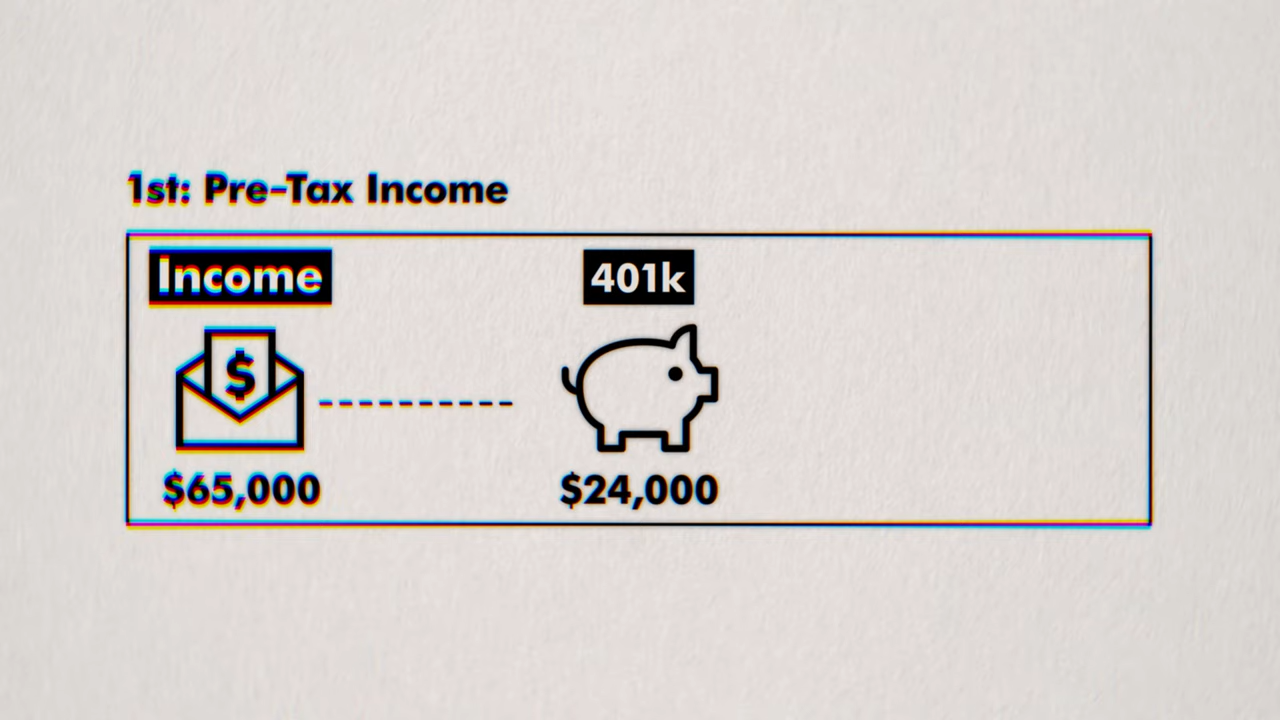 1st: Pre-Tax Income
Income
401k
$
$65,000
$24,000